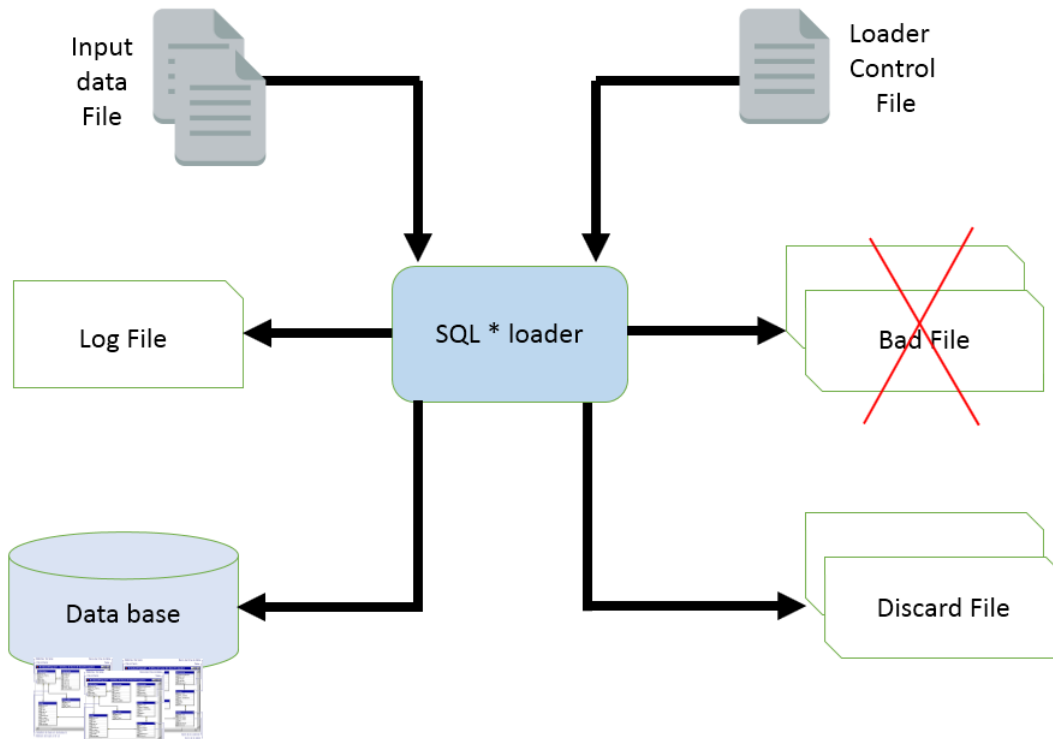 Input
data
File
Loader
Control
File
Log File
SQL * loader
Bad File
Data base
Discard File